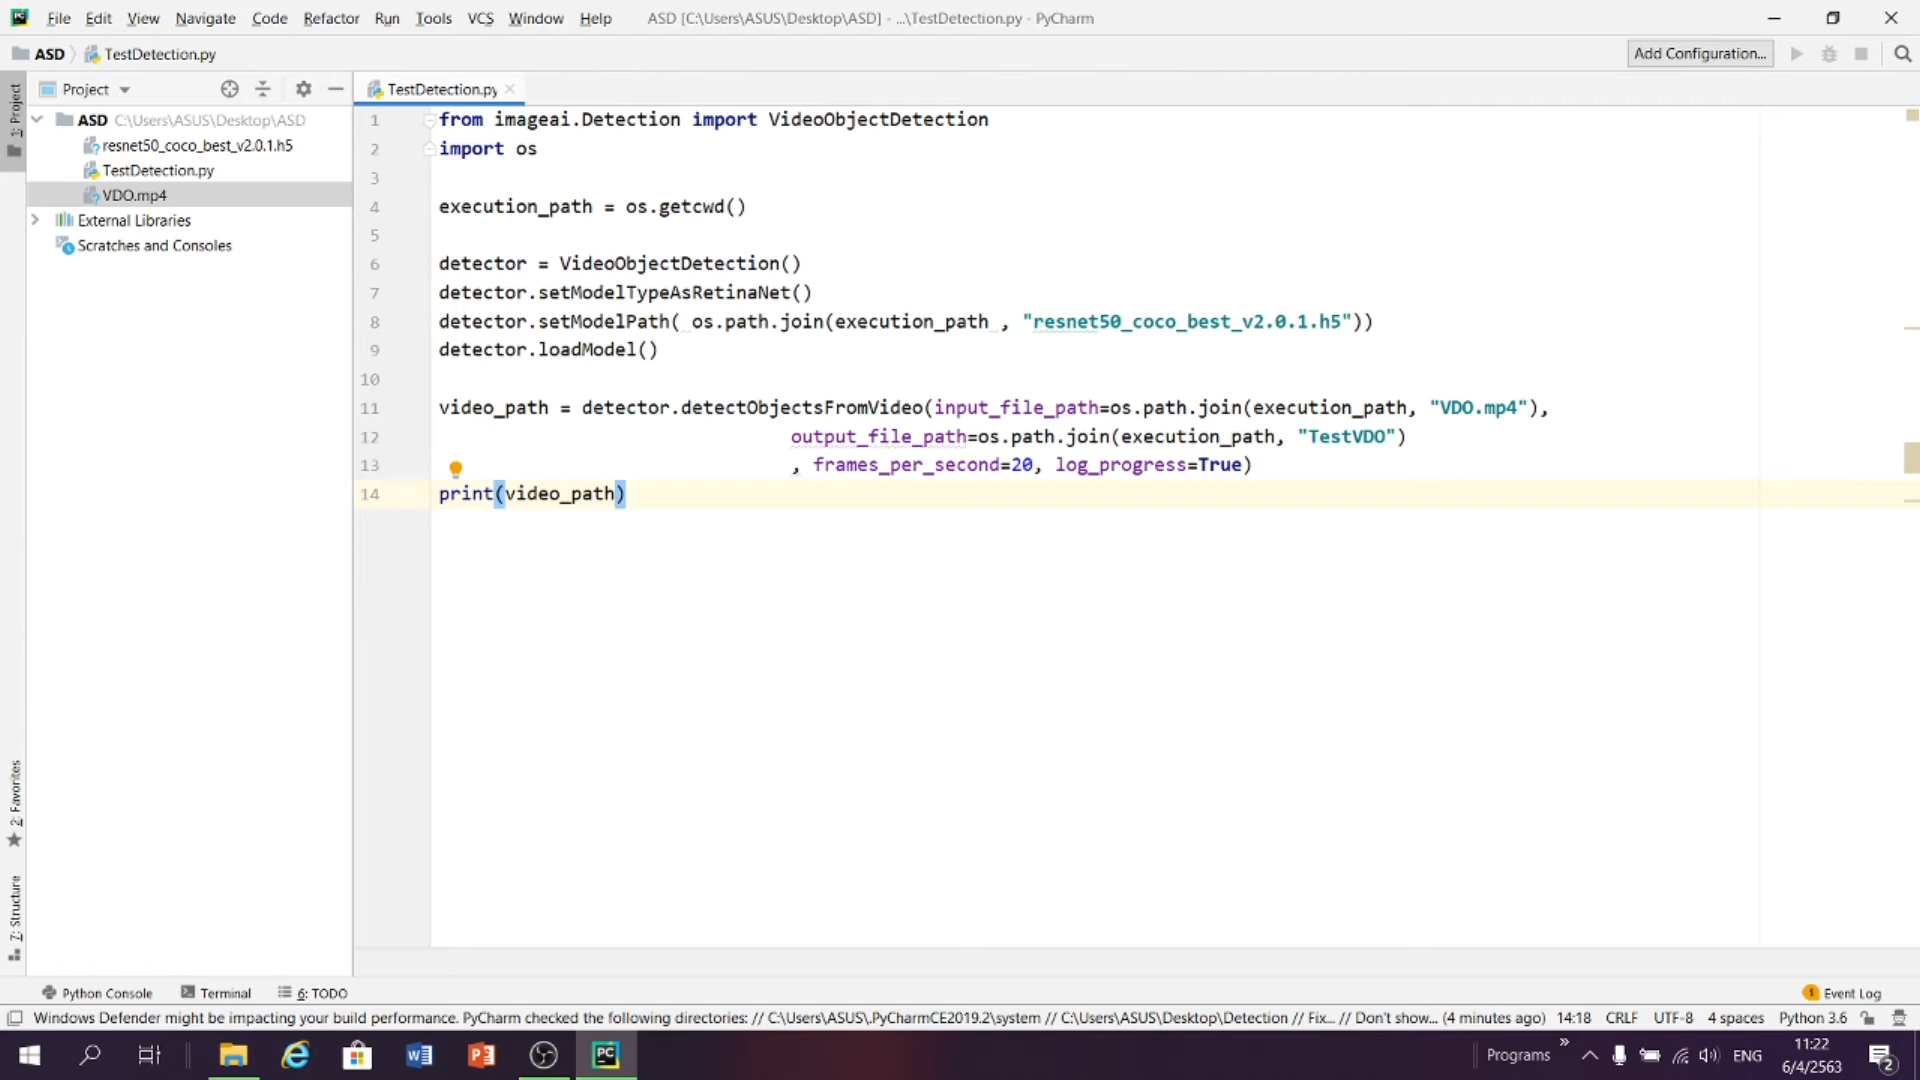 File Edit View Navigate Code Refactor Run Tools VCS Window Help ASD [C:\Users\ASUS\Desktop\ASD] - ...\TestDetection.py - PyCharm
ASD TestDetection.py Add Configuration...
Project TestDetection.py
1: Project
ASD C:\Users\ASUS\Desktop\ASD
resnet50_coco_best_v2.0.1.h5
TestDetection.py
VDO.mp4
External Libraries
Scratches and Consoles
1 from imageai.Detection import VideoObjectDetection
2 import os
3
4 execution_path = os.getcwd()
5
6 detector = VideoObjectDetection()
7 detector.setModelTypeAsRetinaNet()
8 detector.setModelPath( os.path.join(execution_path , "resnet50_coco_best_v2.0.1.h5"))
9 detector.loadModel()
10
11 video_path = detector.detectObjectsFromVideo(input_file_path=os.path.join(execution_path, "VDO.mp4"),
12 output_file_path=os.path.join(execution_path, "TestVDO")
13 , frames_per_second=20, log_progress=True)
14 print(video_path)
2: Favorites
7: Structure
Python Console Terminal 6: TODO 1 Event Log
Windows Defender might be impacting your build performance. PyCharm checked the following directories: // C:\Users\ASUS\.PyCharmCE2019.2\system // C:\Users\ASUS\Desktop\Detection // Fix... // Don't show... (4 minutes ago) 14:18 CRLF UTF-8 4 spaces Python 3.6
Programs ENG 11:22
6/4/2563 2